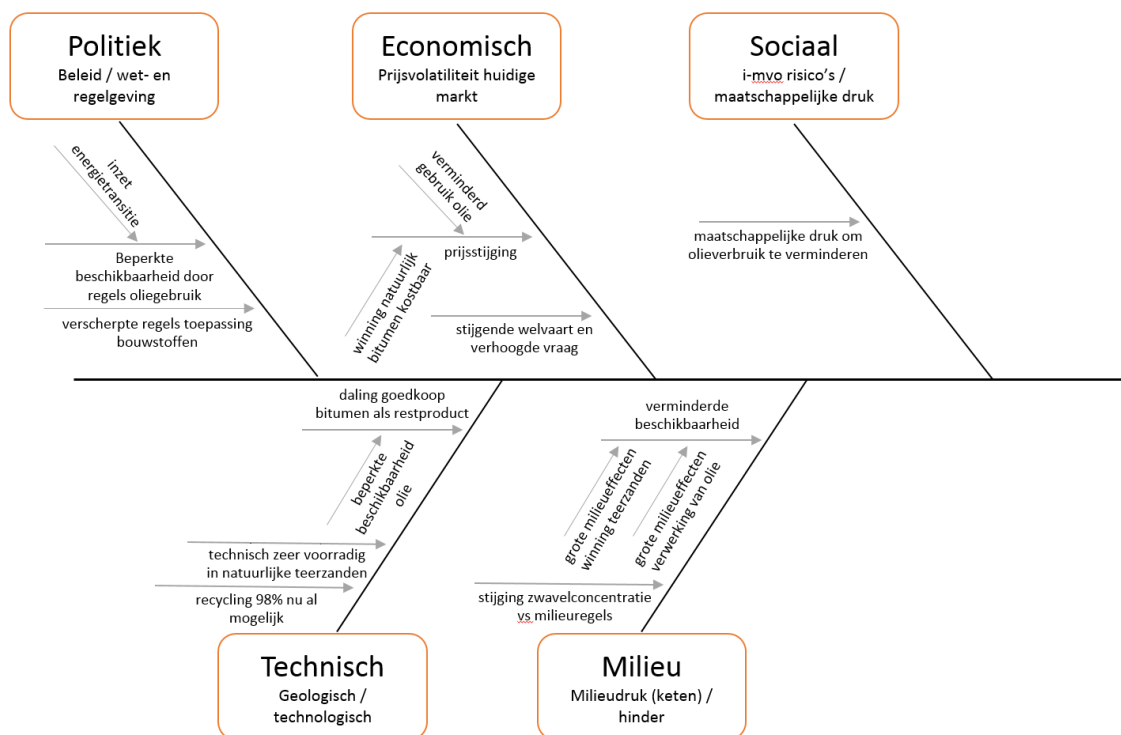 Politiek
Beleid / wet- en
regelgeving
Economisch
Prijsvolatiliteit huidige
markt
Sociaal
i-mvo risico's /
maatschappelijke druk
inzet
energietransitie
Beperkte
beschikbaarheid door
regels oliegebruik
verscherpte regels toepassing
bouwstoffen
verminderd
gebruik olie
prijsstijging
winning natuurlijk
bitumen kostbaar
stijgende welvaart en
verhoogde vraag
maatschappelijke druk om
olieverbruik te verminderen
daling goedkoop
bitumen als restproduct
beperkte
beschikbaarheid
olie
technisch zeer voorradig
in natuurlijke teerzanden
recycling 98% nu al
mogelijk
verminderde
beschikbaarheid
grote milieueffecten
winning teerzanden
grote milieueffecten
verwerking van olie
stijging zwavelconcentratie
vs milieuregels
Technisch
Geologisch /
technologisch
Milieu
Milieudruk (keten) /
hinder